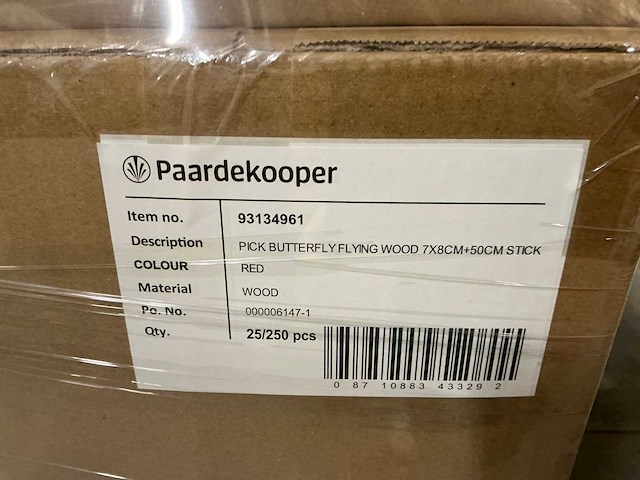 Paardekooper
Item no. 93134961
Description PICK BUTTERFLY FLYING WOOD 7X8CM+50CM STICK
COLOUR RED
Material WOOD
Po. No. 000006147-1
Qty. 25/250 pcs
0 87 10883 43329 2